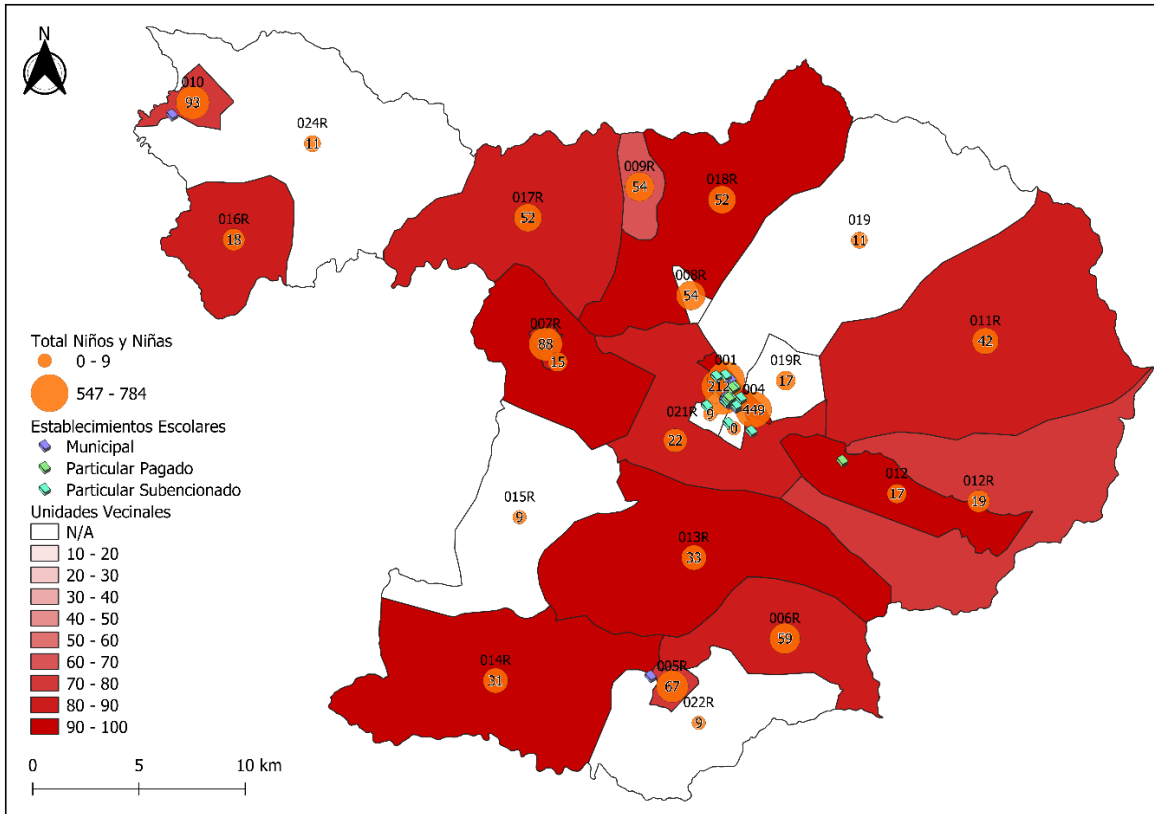 N
010
93
024R
11
016R
18
017R
52
009R
54
018R
52
019
11
008R
54
011R
42
007R
88
15
001
212
004
449
019R
17
9
0
021R
22
015R
9
012
17
012R
19
013R
33
006R
59
014R
31
005R
67
022R
9
Total Niños y Niñas
0 - 9
547 - 784
Establecimientos Escolares
Municipal
Particular Pagado
Particular Subencionado
Unidades Vecinales
N/A
10 - 20
20 - 30
30 - 40
40 - 50
50 - 60
60 - 70
70 - 80
80 - 90
90 - 100
0 5 10 km